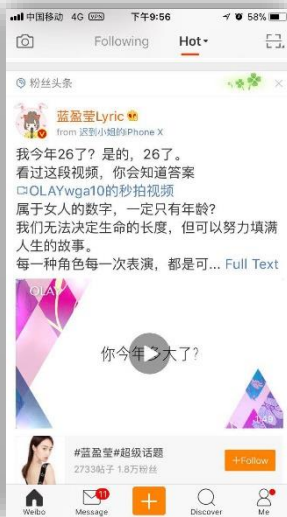 中国移动 4G VPN 下午9:56 58%
Following Hot
粉丝头条
蓝盈莹Lyric
from 迟到小姐的iPhone X
我今年26了？是的，26了。
看过这段视频，你会知道答案
OLAYwga10的秒拍视频
属于女人的数字，一定只有年龄?
我们无法决定生命的长度，但可以努力填满
人生的故事。
每一种角色每一次表演，都是可... Full Text
OLAY
你今年多大了?
1:49
#蓝盈莹#超级话题
2733帖子 1.8万粉丝
+Follow
11
Weibo Message Discover Me